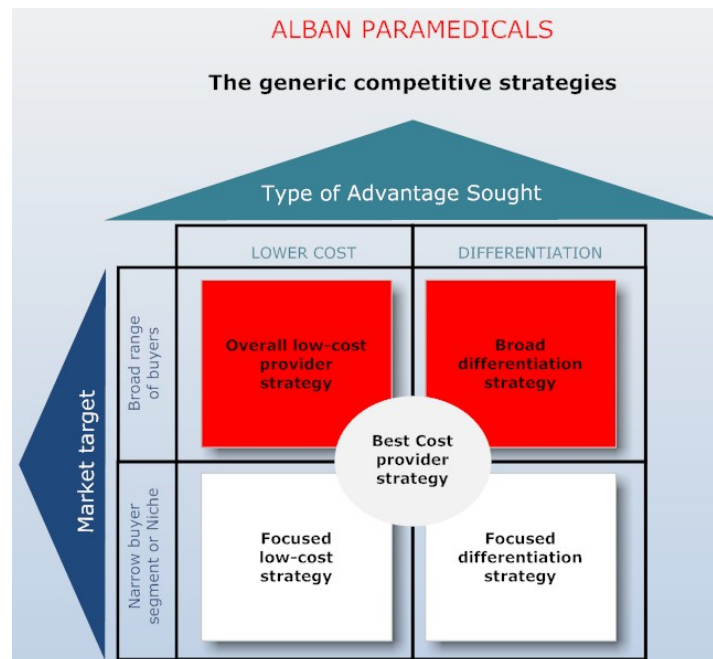 ALBAN PARAMEDICALS
The generic competitive strategies
Type of Advantage Sought
LOWER COST
DIFFERENTIATION
Market target
Broad range
of buyers
Overall low-cost
provider
strategy
Broad
differentiation
strategy
Best Cost
provider
strategy
Narrow buyer
segment or Niche
Focused
low-cost
strategy
Focused
differentiation
strategy